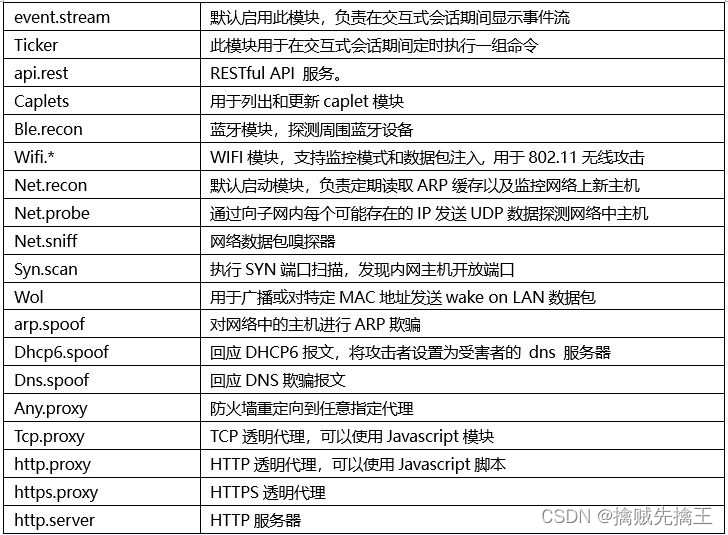 event.stream 默认启用此模块，负责在交互式会话期间显示事件流
Ticker 此模块用于在交互式会话期间定时执行一组命令
api.rest RESTful API 服务。
Caplets 用于列出和更新 caplet 模块
Ble.recon 蓝牙模块，探测周围蓝牙设备
Wifi.* WIFI 模块，支持监控模式和数据包注入, 用于 802.11 无线攻击
Net.recon 默认启动模块，负责定期读取 ARP 缓存以及监控网络上新主机
Net.probe 通过向子网内每个可能存在的 IP 发送 UDP 数据探测网络中主机
Net.sniff 网络数据包嗅探器
Syn.scan 执行 SYN 端口扫描，发现内网主机开放端口
Wol 用于广播或对特定 MAC 地址发送 wake on LAN 数据包
arp.spoof 对网络中的主机进行 ARP 欺骗
Dhcp6.spoof 回应 DHCP6 报文，将攻击者设置为受害者的 dns 服务器
Dns.spoof 回应 DNS 欺骗报文
Any.proxy 防火墙重定向到任意指定代理
Tcp.proxy TCP 透明代理，可以使用 Javascript 模块
http.proxy HTTP 透明代理，可以使用 Javascript 脚本
https.proxy HTTPS 透明代理
http.server HTTP 服务器
CSDN @擒贼先擒王